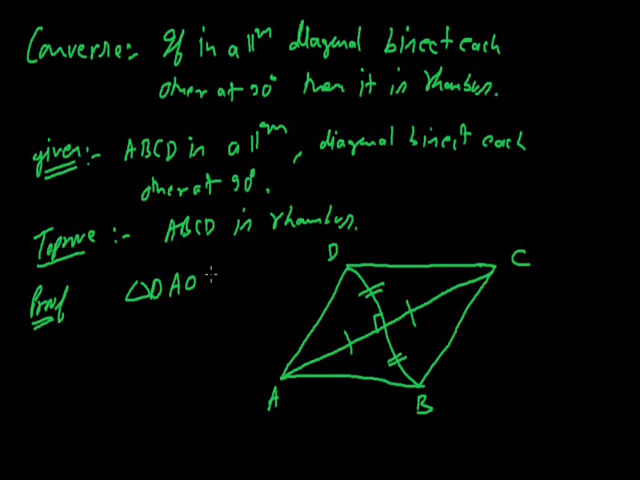 Converse:- If in a ||gm diagonal bisect each
other at 90° then it is rhombus.
given:- ABCD is a ||gm, diagonal bisect each
other at 90°.
To prove :- ABCD is rhombus.
Proof △DAO
D
C
A
B